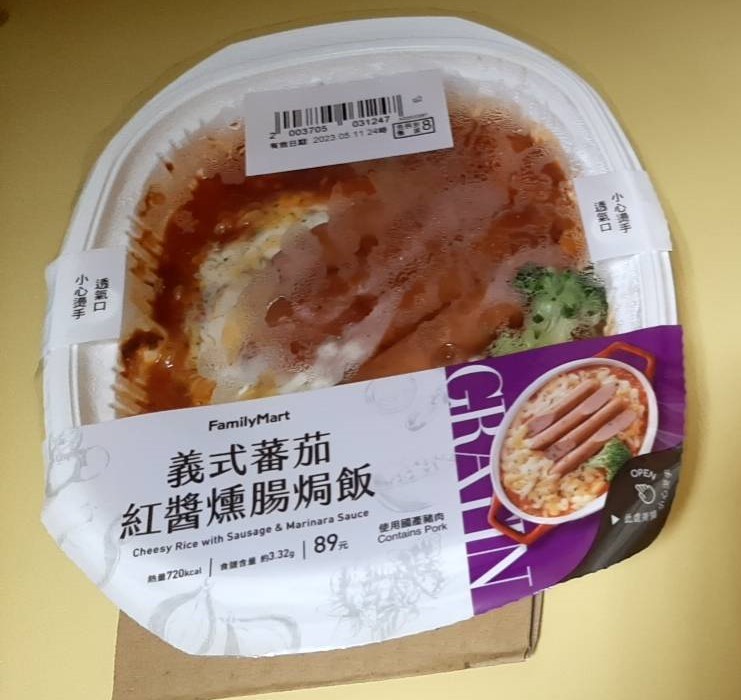 2 003705 031247
有效日期 2023.05.11 24時
8
透氣口
小心燙手
小心燙手
透氣口
FamilyMart
義式蕃茄
紅醬燻腸焗飯
Cheesy Rice with Sausage & Marinara Sauce
熱量720kcal
食鹽含量 約3.32g
89元
使用國產豬肉
Contains Pork
GRATIN
OPEN